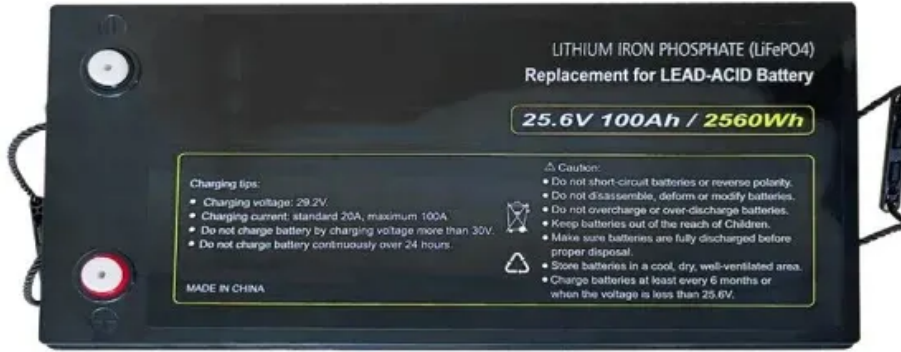 LITHIUM IRON PHOSPHATE (LiFePO4)
Replacement for LEAD-ACID Battery
25.6V 100Ah / 2560Wh
Charging tips:
• Charging voltage: 29.2V.
• Charging current: standard 20A, maximum 100A
• Do not charge battery by charging voltage more than 30V.
• Do not charge battery continuously over 24 hours.
MADE IN CHINA
⚠ Caution:
• Do not short-circuit batteries or reverse polarity.
• Do not disassemble, deform or modify batteries.
• Do not overcharge or over-discharge batteries.
• Keep batteries out of the reach of Children.
• Make sure batteries are fully discharged before
proper disposal.
• Store batteries in a cool, dry, well-ventilated area.
• Charge batteries at least every 6 months or
when the voltage is less than 25.6V.